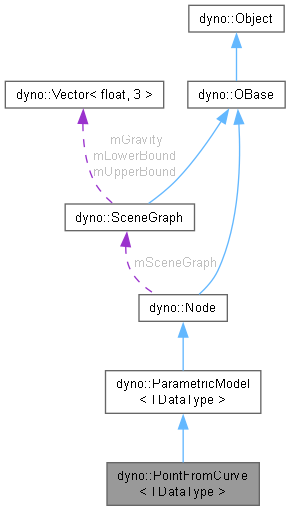 dyno::Object
dyno::Vector< float, 3 >
dyno::OBase
mGravity
mLowerBound
mUpperBound
dyno::SceneGraph
mSceneGraph
dyno::Node
dyno::ParametricModel
< TDataType >
dyno::PointFromCurve
< TDataType >